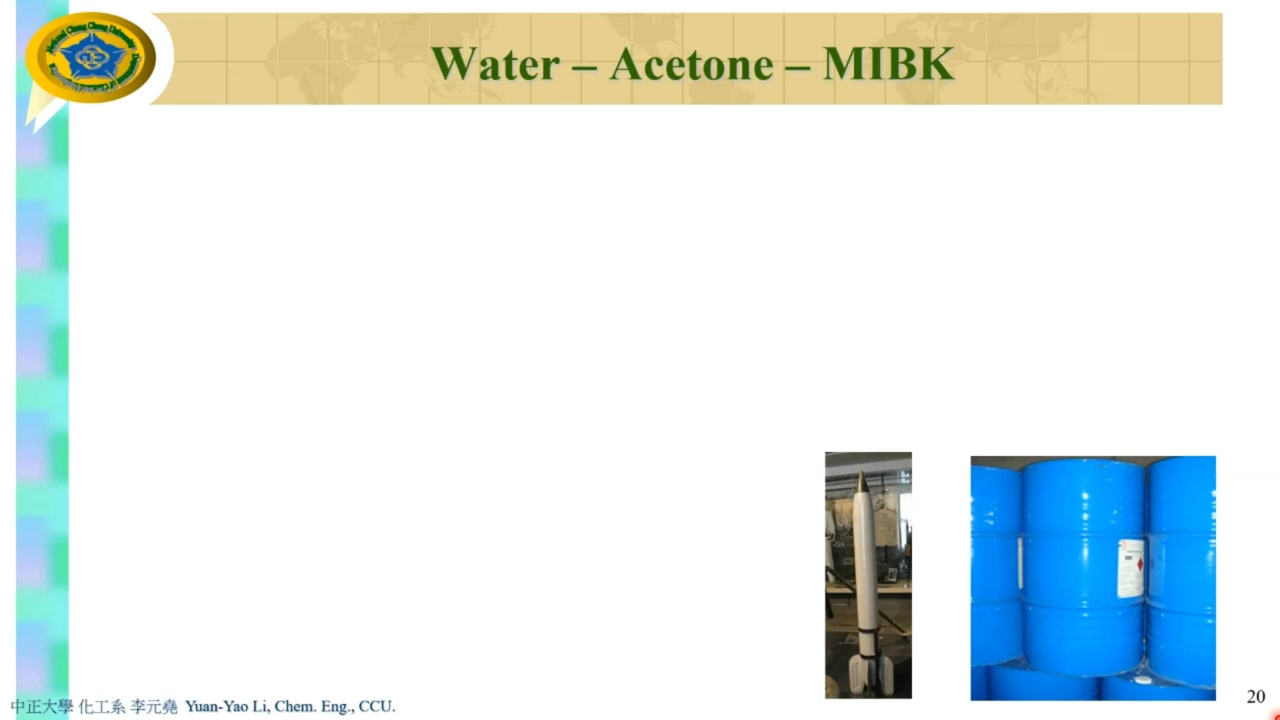 Water – Acetone – MIBK
中正大學 化工系 李元堯 Yuan-Yao Li, Chem. Eng., CCU.
20